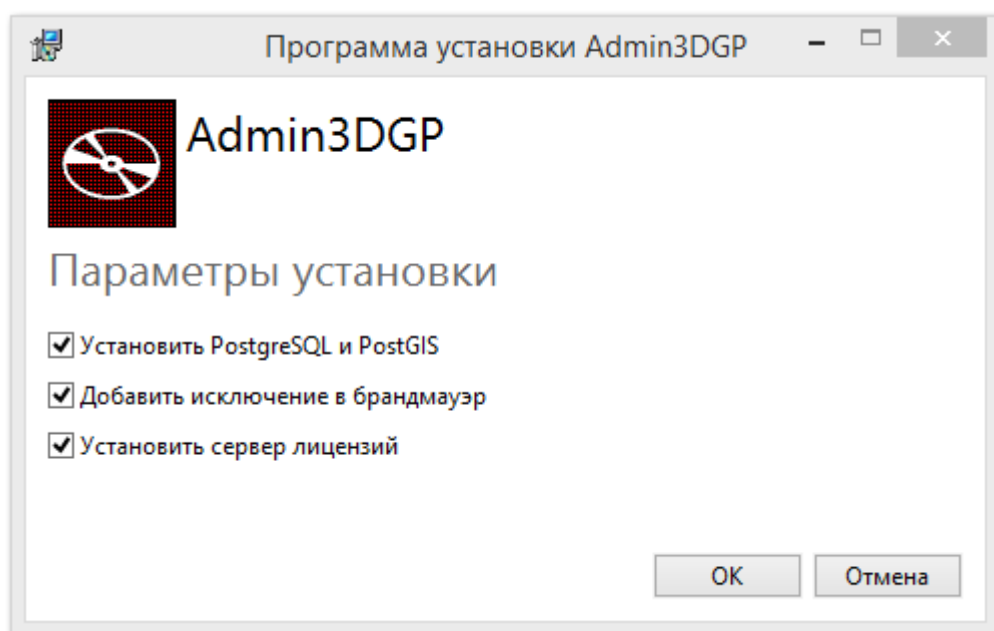 Программа установки Admin3DGP
Admin3DGP
Параметры установки
Установить PostgreSQL и PostGIS
Добавить исключение в брандмауэр
Установить сервер лицензий
OK Отмена